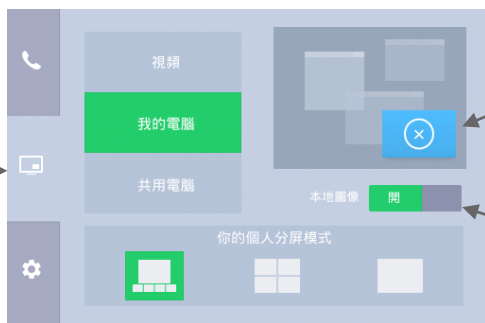 視頻
我的電腦
共用電腦
本地圖像
開
你的個人分屏模式